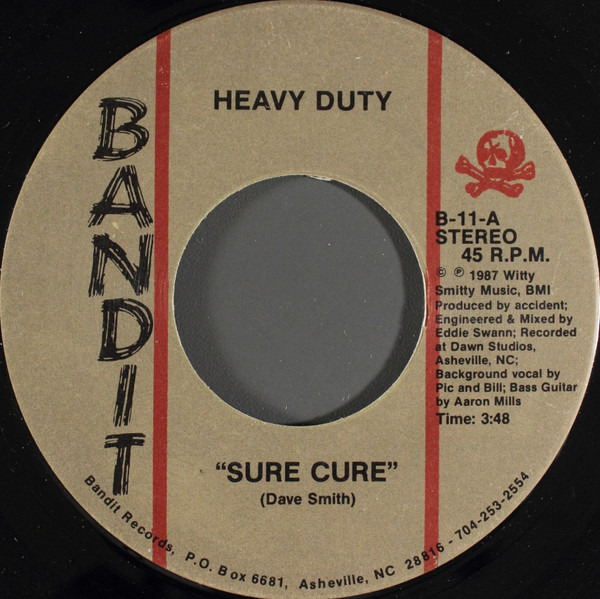 HEAVY DUTY
BANDIT
B-11-A
STEREO
45 R.P.M.
© ℗ 1987 Witty
Smitty Music, BMI
Produced by accident;
Engineered & Mixed by
Eddie Swann; Recorded
at Dawn Studios,
Asheville, NC;
Background vocal by
Pic and Bill; Bass Guitar
by Aaron Mills
Time: 3:48
"SURE CURE"
(Dave Smith)
Bandit Records, P.O. Box 6681, Asheville, NC 28816 - 704-253-2554